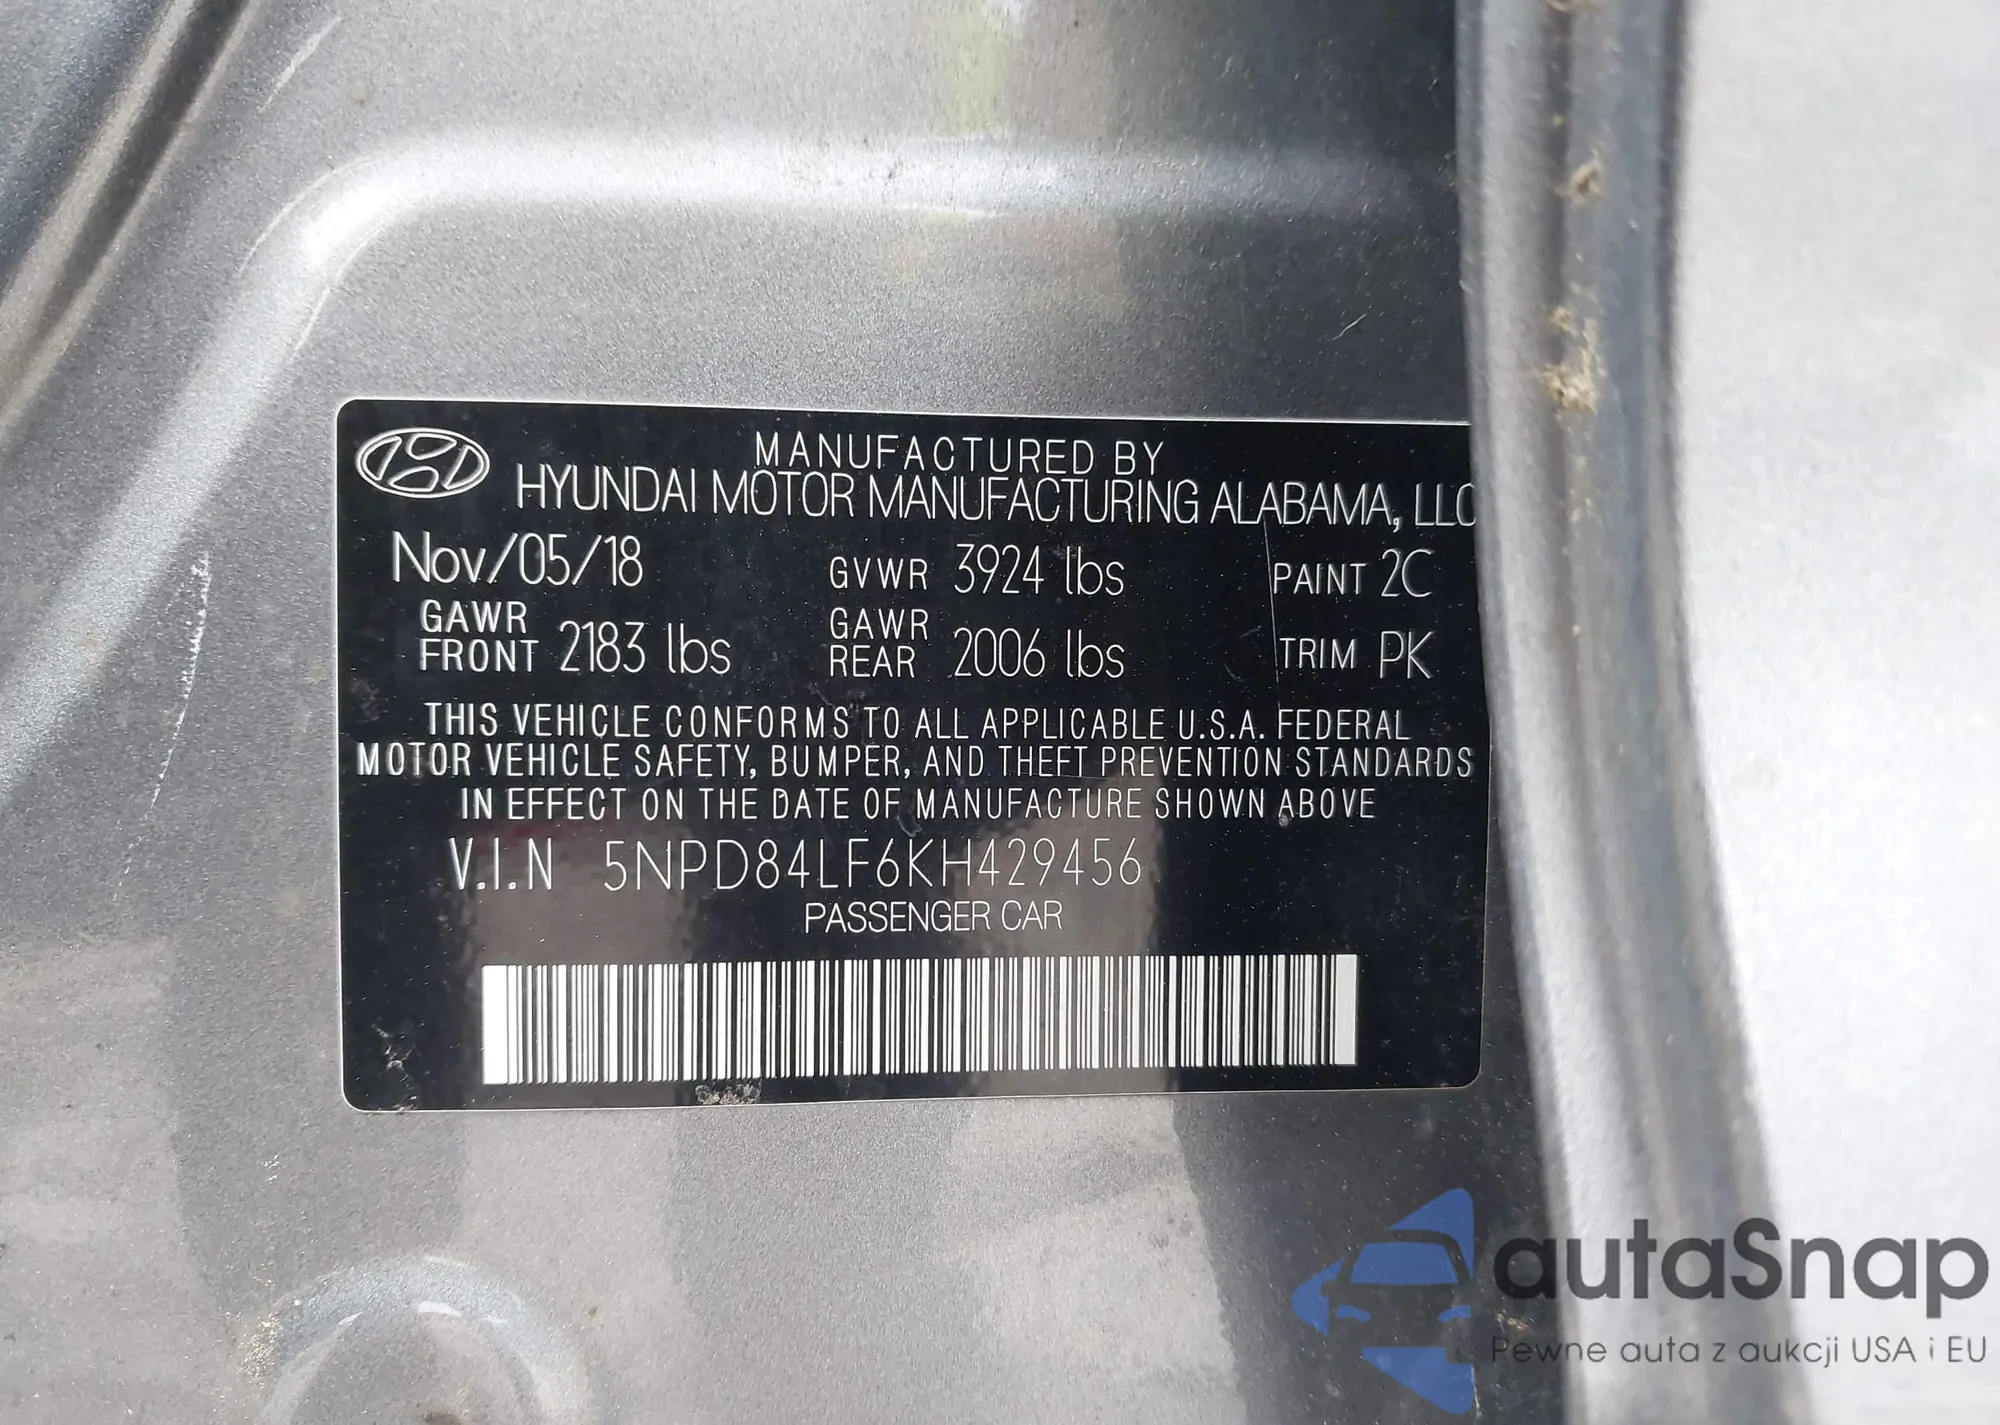 MANUFACTURED BY
HYUNDAI MOTOR MANUFACTURING ALABAMA, LLC
Nov/05/18 GVWR 3924 lbs PAINT 2C
GAWR FRONT 2183 lbs GAWR REAR 2006 lbs TRIM PK
THIS VEHICLE CONFORMS TO ALL APPLICABLE U.S.A. FEDERAL
MOTOR VEHICLE SAFETY, BUMPER, AND THEFT PREVENTION STANDARDS
IN EFFECT ON THE DATE OF MANUFACTURE SHOWN ABOVE
V.I.N 5NPD84LF6KH429456
PASSENGER CAR
autaSnap
Pewne auta z aukcji USA i EU